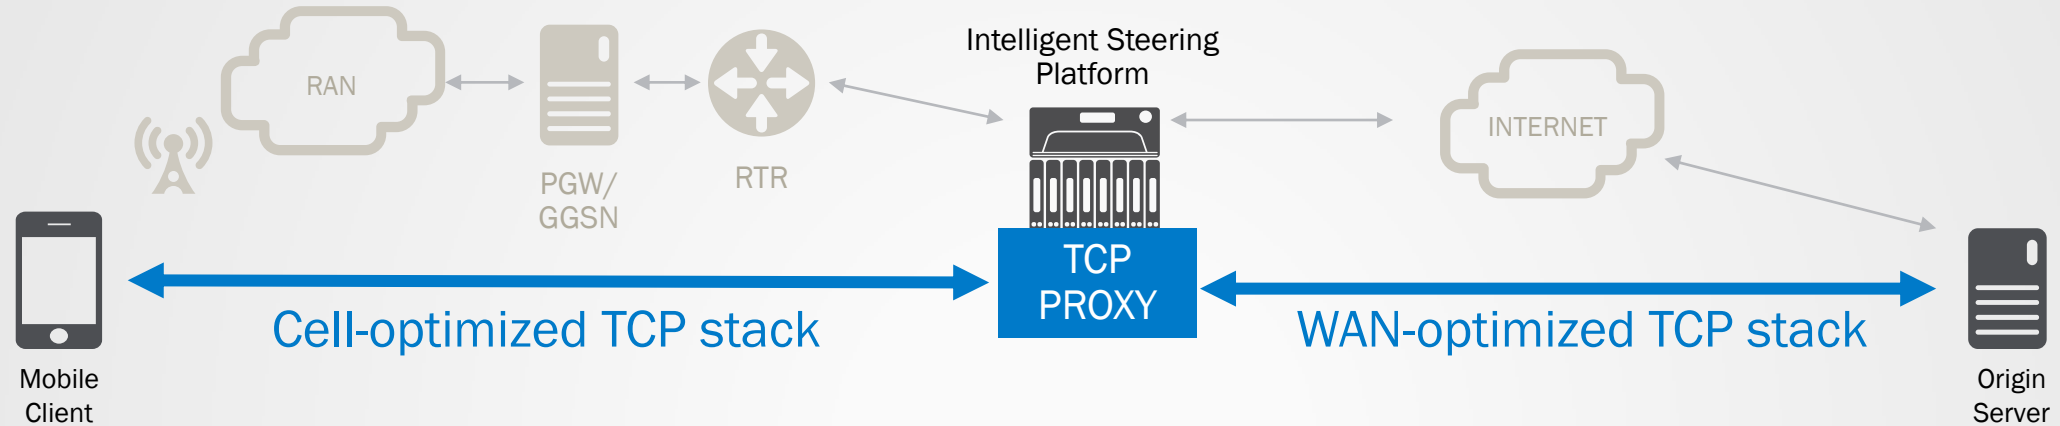 RAN
PGW/
GGSN
RTR
Intelligent Steering
Platform
INTERNET
TCP
PROXY
Cell-optimized TCP stack
WAN-optimized TCP stack
Mobile
Client
Origin
Server